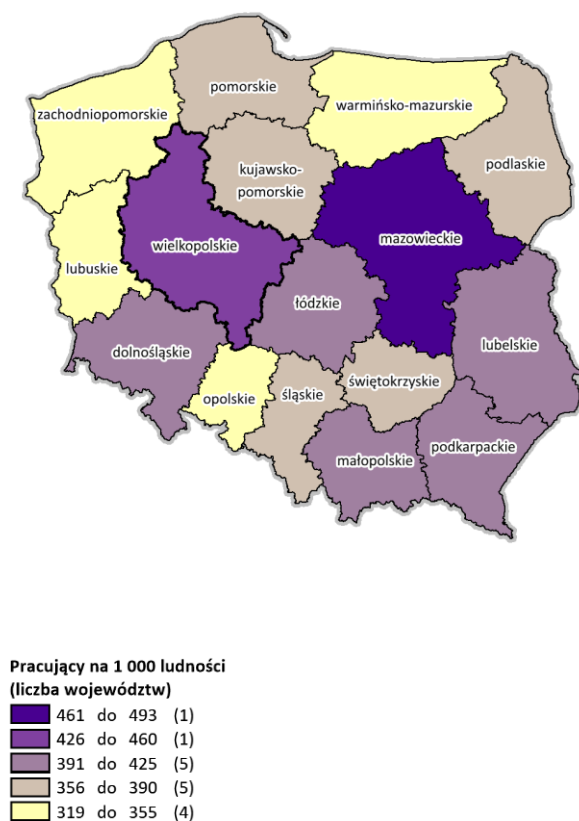 pomorskie
zachodniopomorskie
warmińsko-mazurskie
podlaskie
kujawsko-
pomorskie
wielkopolskie
mazowieckie
lubuskie
łódzkie
lubelskie
dolnośląskie
opolskie
śląskie
świętokrzyskie
małopolskie
podkarpackie
Pracujący na 1 000 ludności
(liczba województw)
461 do 493 (1)
426 do 460 (1)
391 do 425 (5)
356 do 390 (5)
319 do 355 (4)